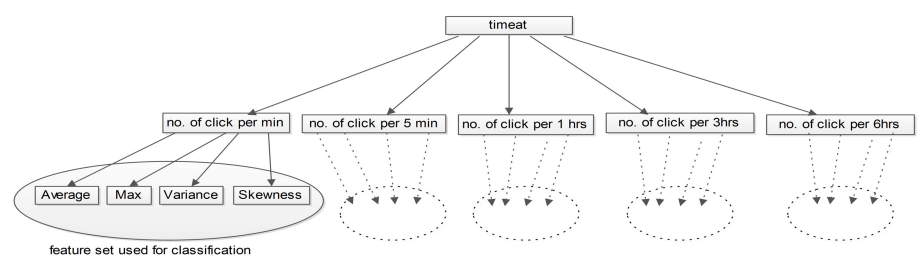 timeat
no. of click per min
no. of click per 5 min
no. of click per 1 hrs
no. of click per 3hrs
no. of click per 6hrs
Average
Max
Variance
Skewness
feature set used for classification